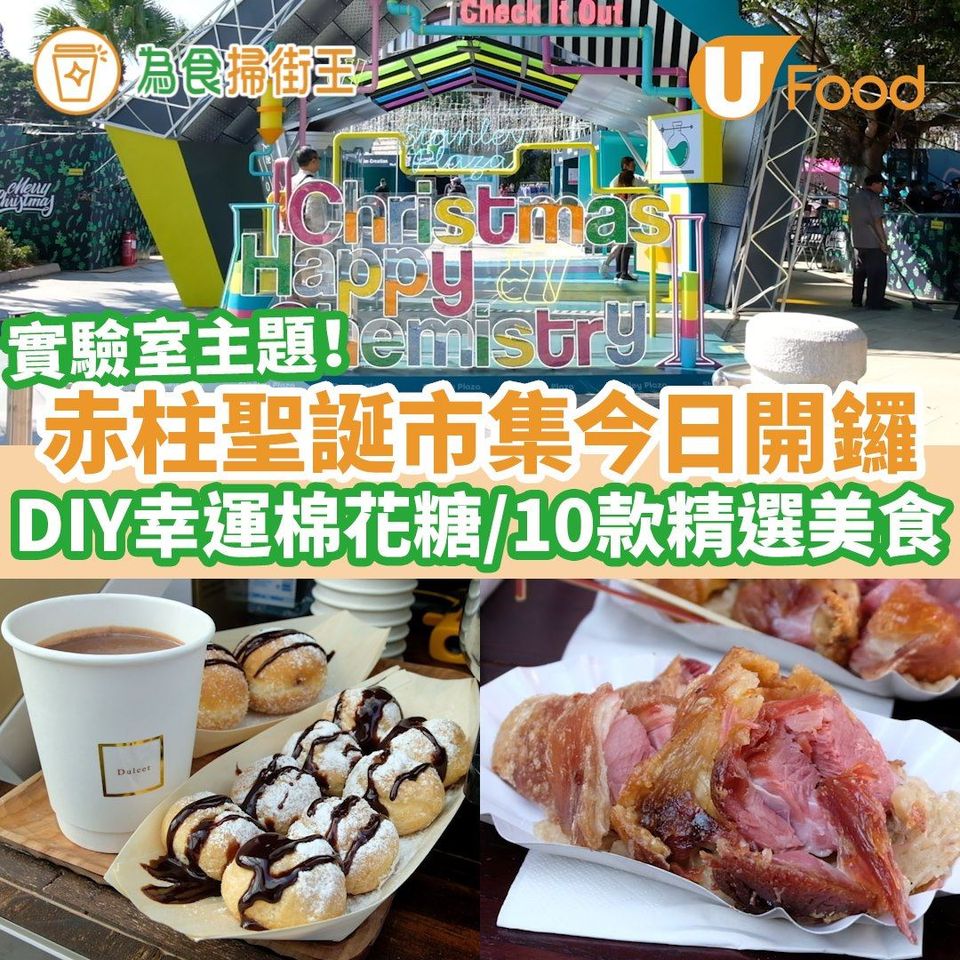 Check It Out
為食掃街王
U Food
Stanley
Plaza
Merry
Christmas
Christmas
Happy
Chemistry
實驗室主題!
赤柱聖誕市集今日開鑼
DIY幸運棉花糖/10款精選美食
Dulcet